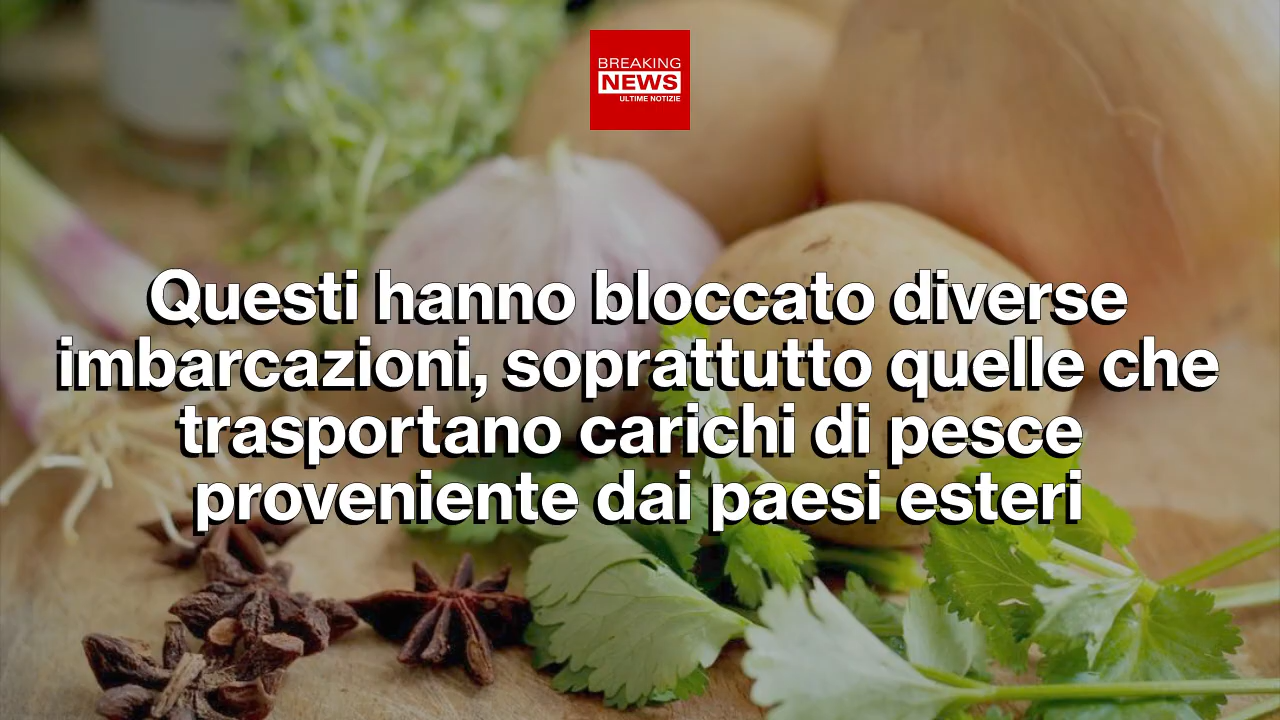 BREAKING
NEWS
ULTIME NOTIZIE
Questi hanno bloccato diverse
imbarcazioni, soprattutto quelle che
trasportano carichi di pesce
proveniente dai paesi esteri